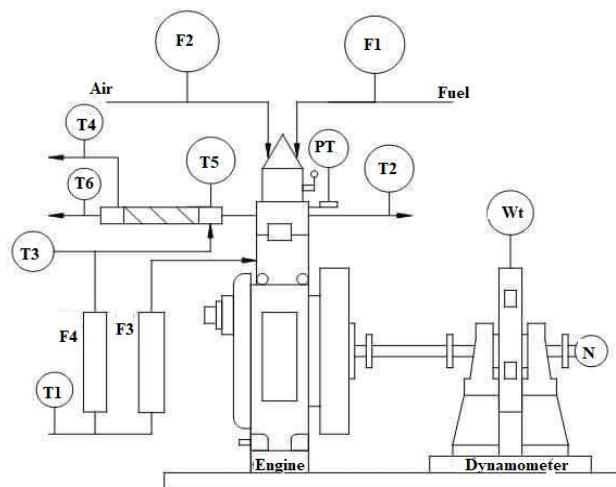 F2
F1
Air
Fuel
T4
T5
PT
T2
T6
Wt
T3
F4
F3
N
T1
Engine
Dynamometer